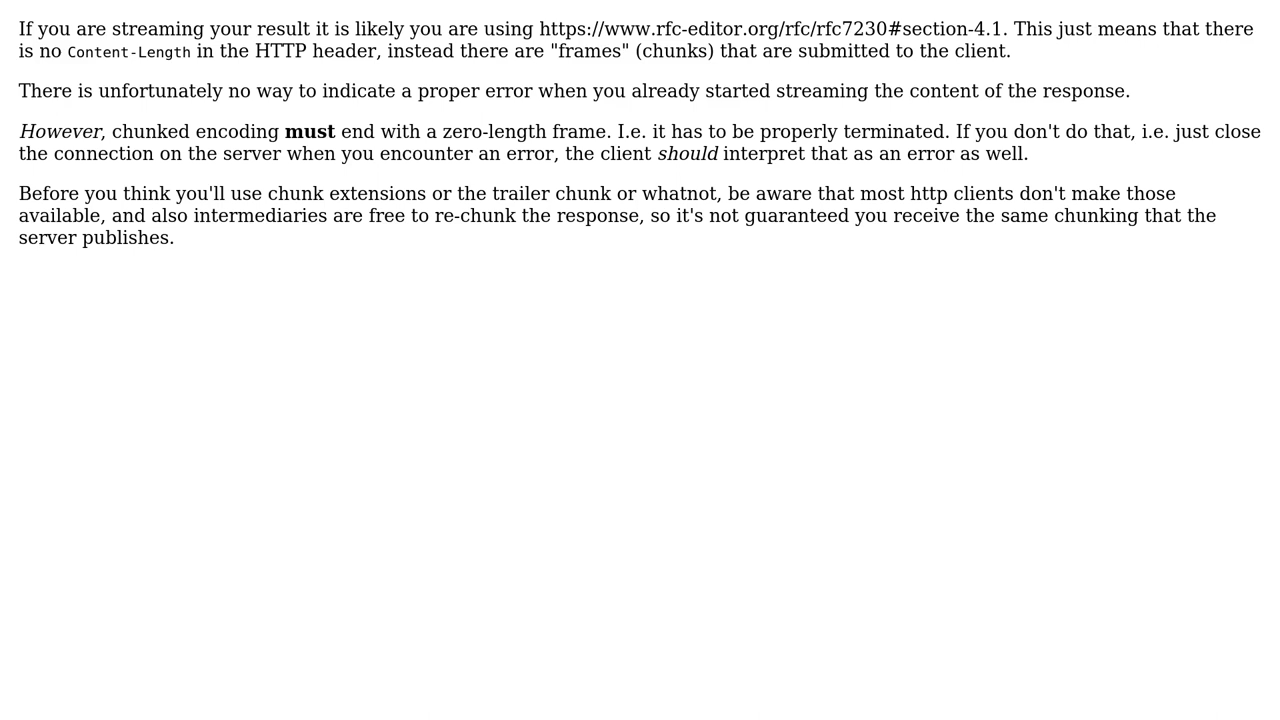 If you are streaming your result it is likely you are using https://www.rfc-editor.org/rfc/rfc7230#section-4.1. This just means that there
is no Content-Length in the HTTP header, instead there are "frames" (chunks) that are submitted to the client.
There is unfortunately no way to indicate a proper error when you already started streaming the content of the response.
However, chunked encoding must end with a zero-length frame. I.e. it has to be properly terminated. If you don't do that, i.e. just close
the connection on the server when you encounter an error, the client should interpret that as an error as well.
Before you think you'll use chunk extensions or the trailer chunk or whatnot, be aware that most http clients don't make those
available, and also intermediaries are free to re-chunk the response, so it's not guaranteed you receive the same chunking that the
server publishes.